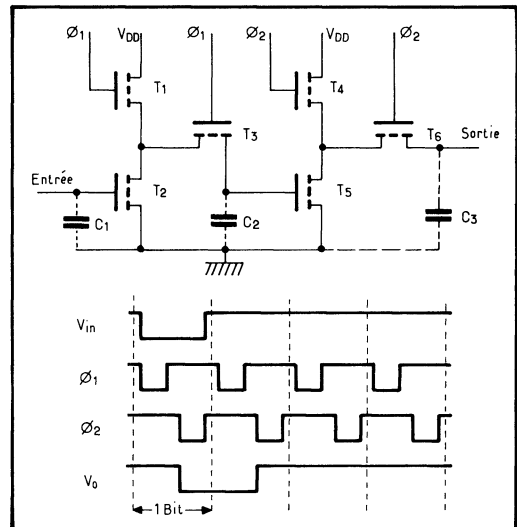 Ø1 VDD Ø1 Ø2 VDD Ø2
T1 T4
T3 T6 Sortie
Entrée T2 T5
C1 C2 C3
Vin
Ø1
Ø2
Vo
1 Bit